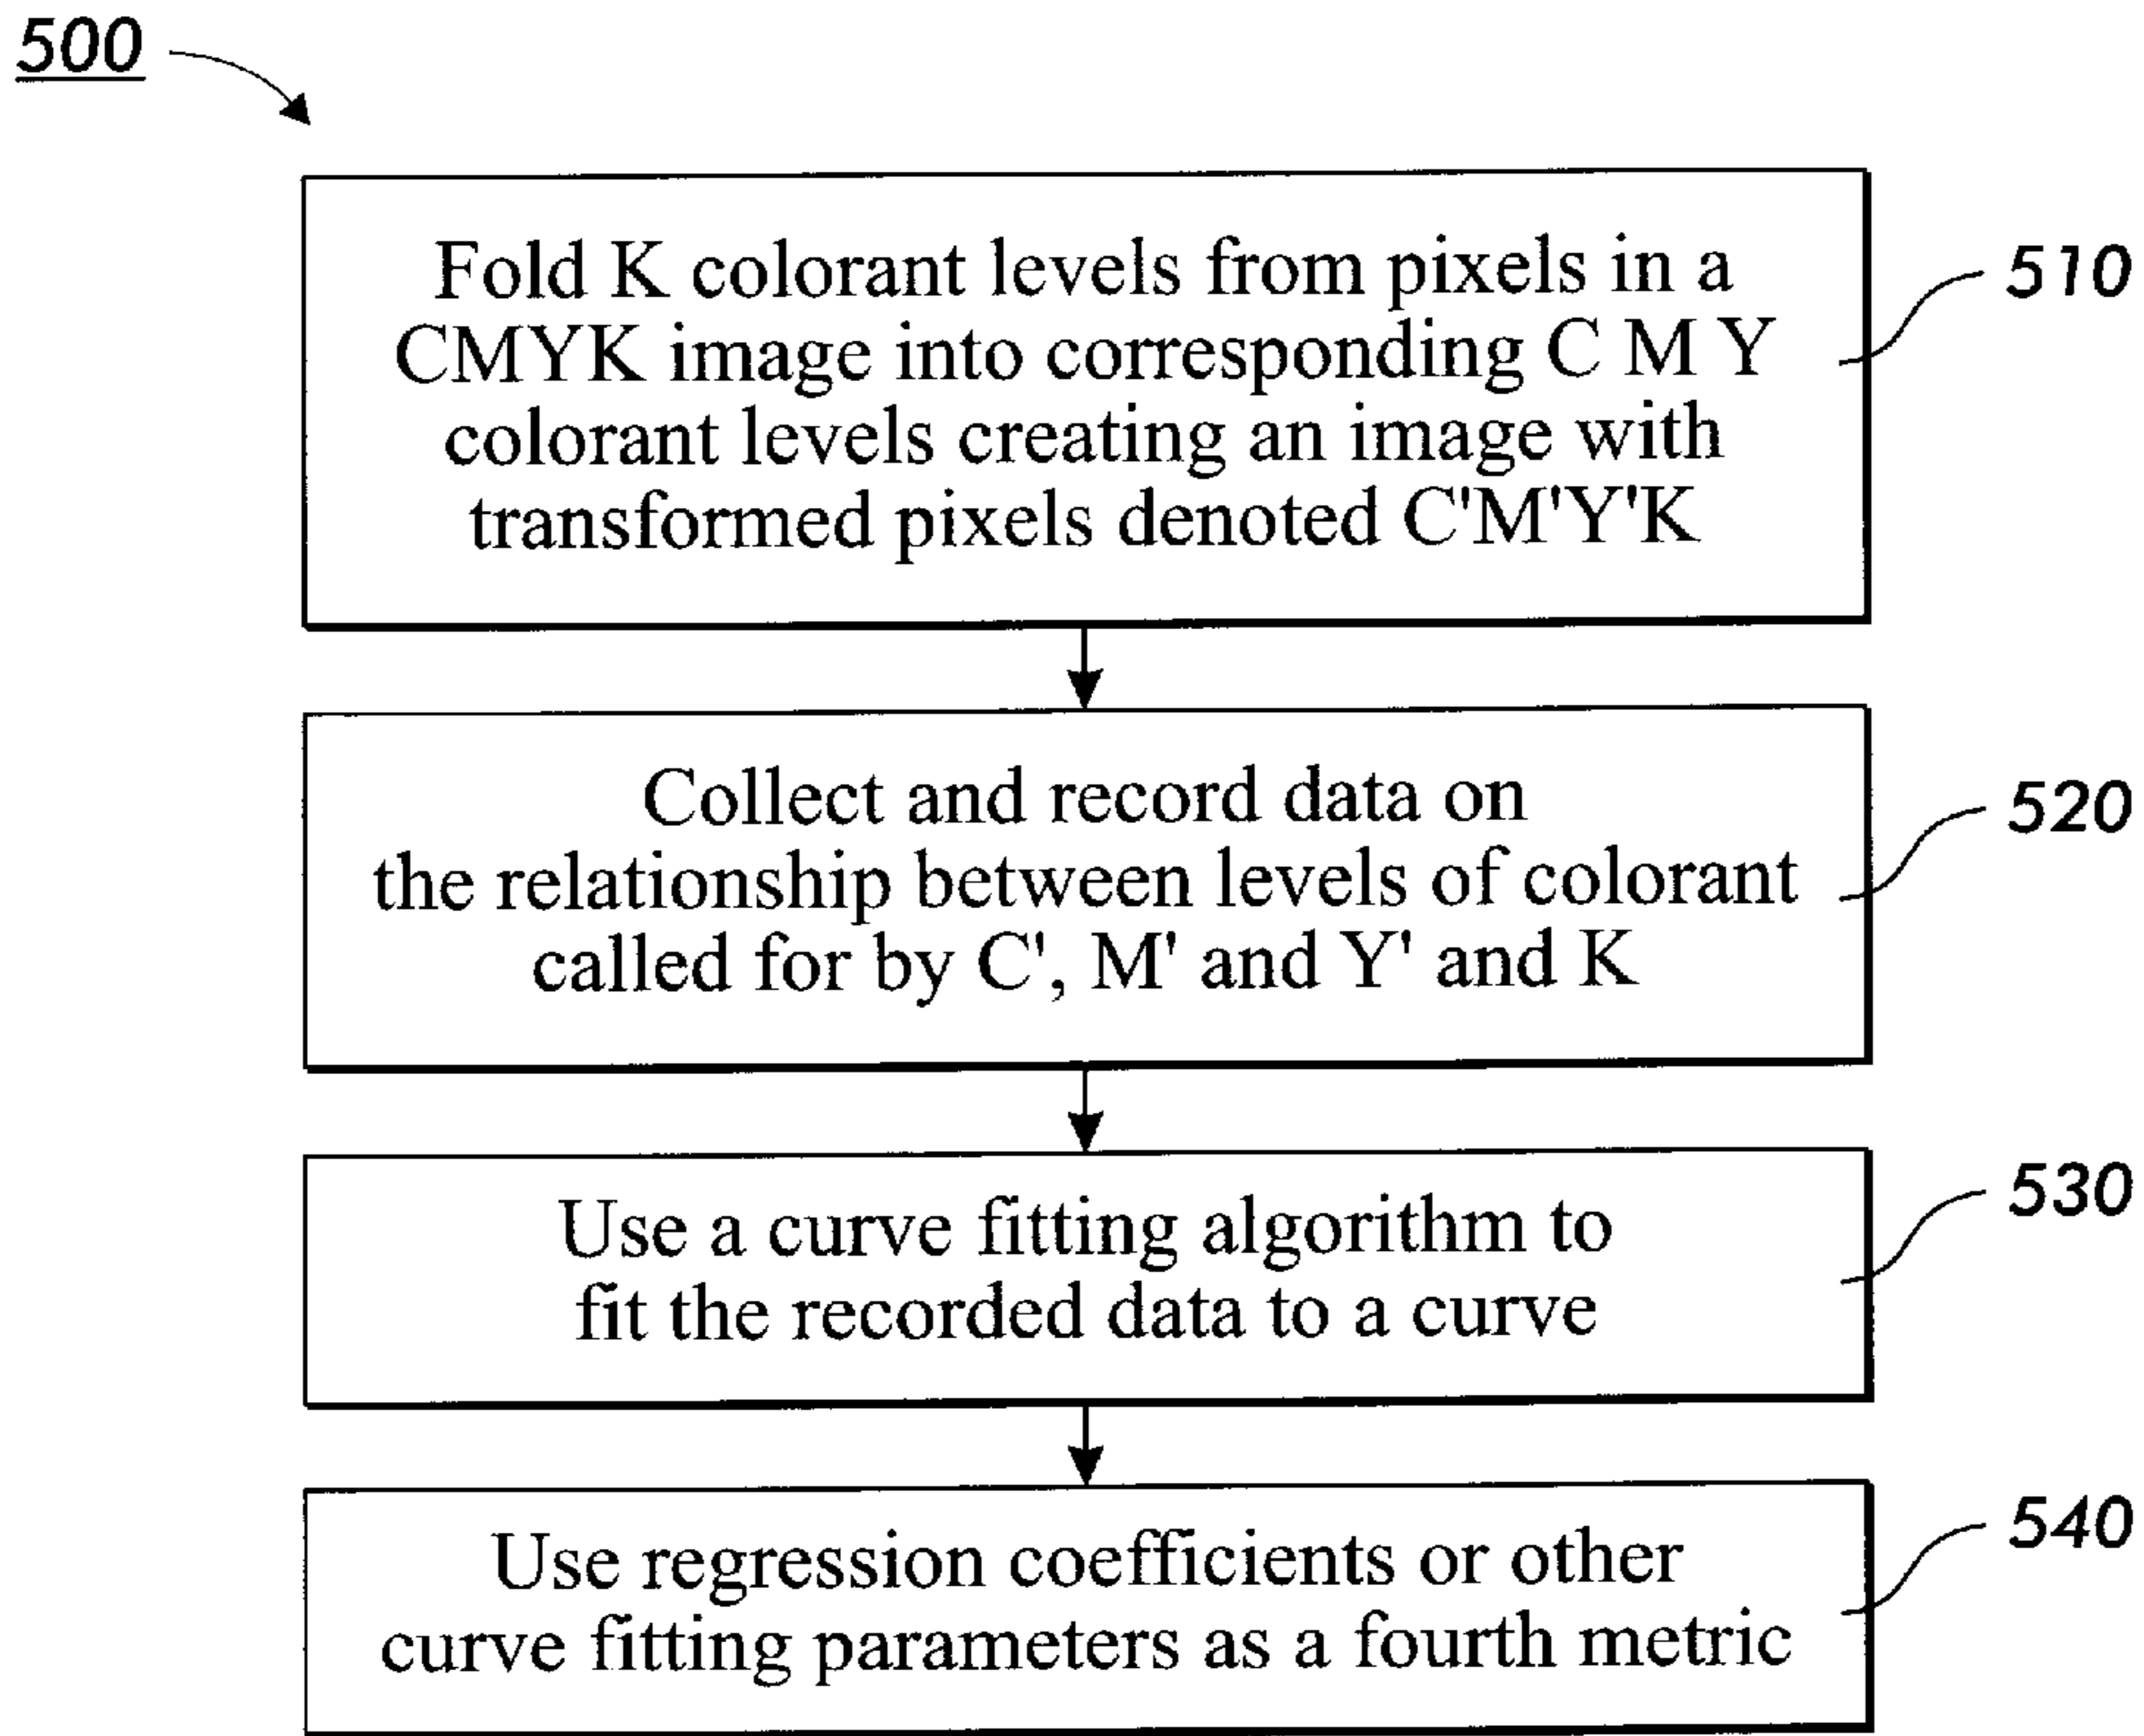 500
Fold K colorant levels from pixels in a
CMYK image into corresponding C M Y
colorant levels creating an image with
transformed pixels denoted C'M'Y'K
510
Collect and record data on
the relationship between levels of colorant
called for by C', M' and Y' and K
520
Use a curve fitting algorithm to
fit the recorded data to a curve
530
Use regression coefficients or other
curve fitting parameters as a fourth metric
540